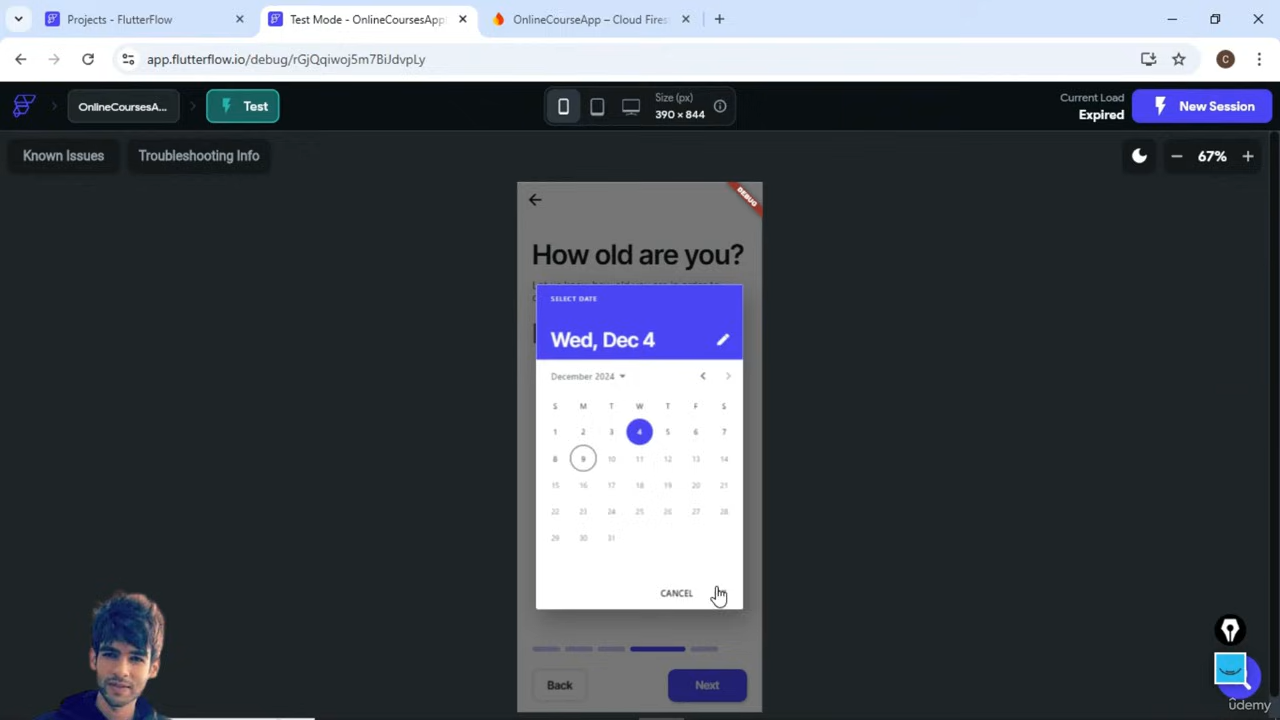 Projects - FlutterFlow
Test Mode - OnlineCoursesApp
OnlineCourseApp – Cloud Fires
app.flutterflow.io/debug/rGjQqiwoj5m7BiJdvpLy
C
OnlineCoursesA...
Test
Size (px)
390 × 844
Current Load
Expired
New Session
Known Issues
Troubleshooting Info
67%
DEBUG
How old are you?
SELECT DATE
Wed, Dec 4
December 2024
S M T W T F S
1 2 3 4 5 6 7
8 9 10 11 12 13 14
15 16 17 18 19 20 21
22 23 24 25 26 27 28
29 30 31
CANCEL
Back
Next
ûdemy